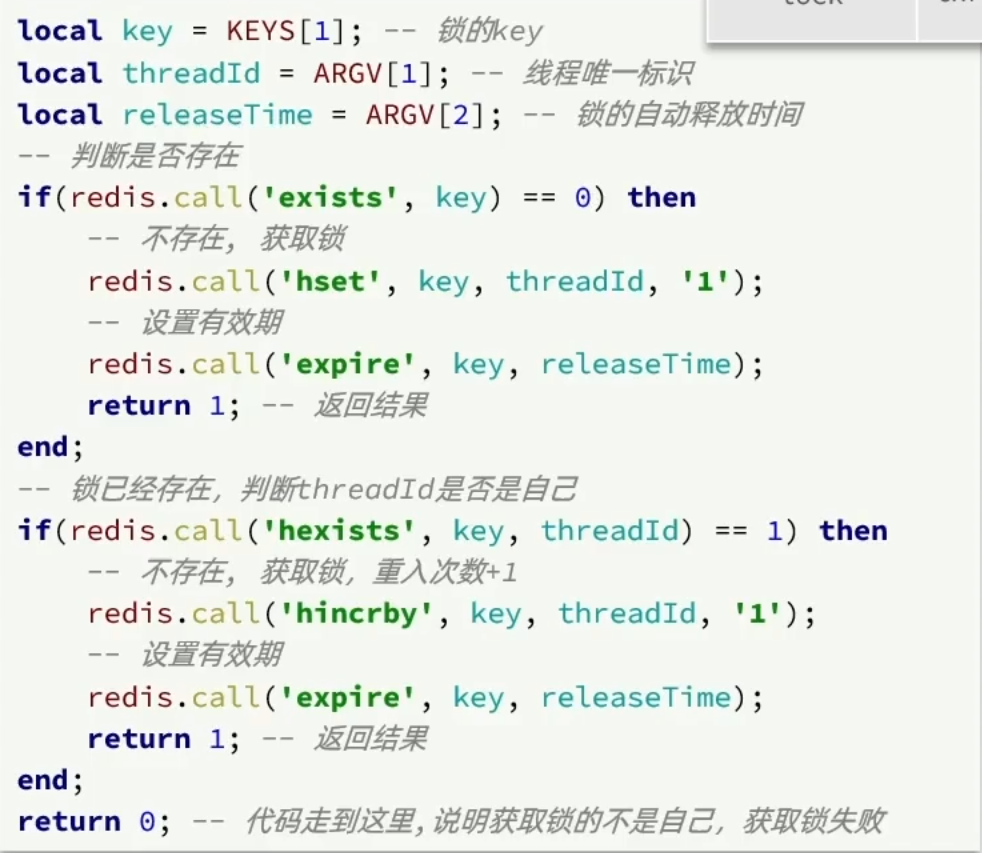 local key = KEYS[1]; -- 锁的key
local threadId = ARGV[1]; -- 线程唯一标识
local releaseTime = ARGV[2]; -- 锁的自动释放时间
-- 判断是否存在
if(redis.call('exists', key) == 0) then
    -- 不存在, 获取锁
    redis.call('hset', key, threadId, '1');
    -- 设置有效期
    redis.call('expire', key, releaseTime);
    return 1; -- 返回结果
end;
-- 锁已经存在，判断threadId是否是自己
if(redis.call('hexists', key, threadId) == 1) then
    -- 不存在, 获取锁，重入次数+1
    redis.call('hincrby', key, threadId, '1');
    -- 设置有效期
    redis.call('expire', key, releaseTime);
    return 1; -- 返回结果
end;
return 0; -- 代码走到这里,说明获取锁的不是自己，获取锁失败